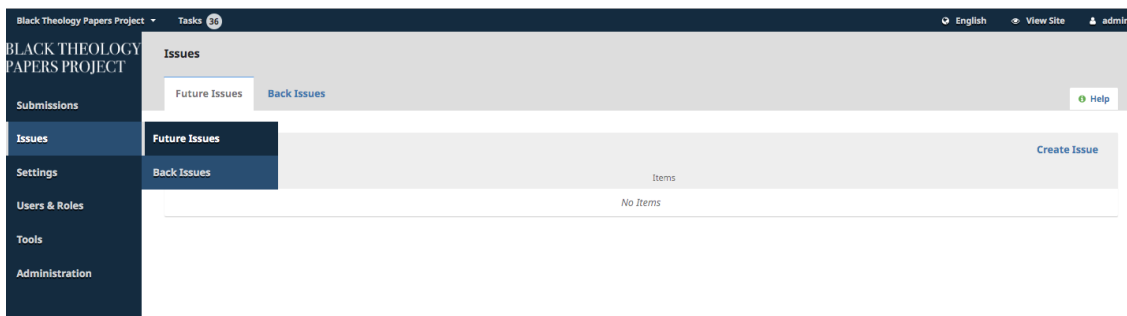 Black Theology Papers Project Tasks 36 English View Site admin
BLACK THEOLOGY
PAPERS PROJECT
Issues
Future Issues Back Issues
Help
Submissions
Issues
Future Issues
Back Issues
Create Issue
Settings
Items
No Items
Users & Roles
Tools
Administration